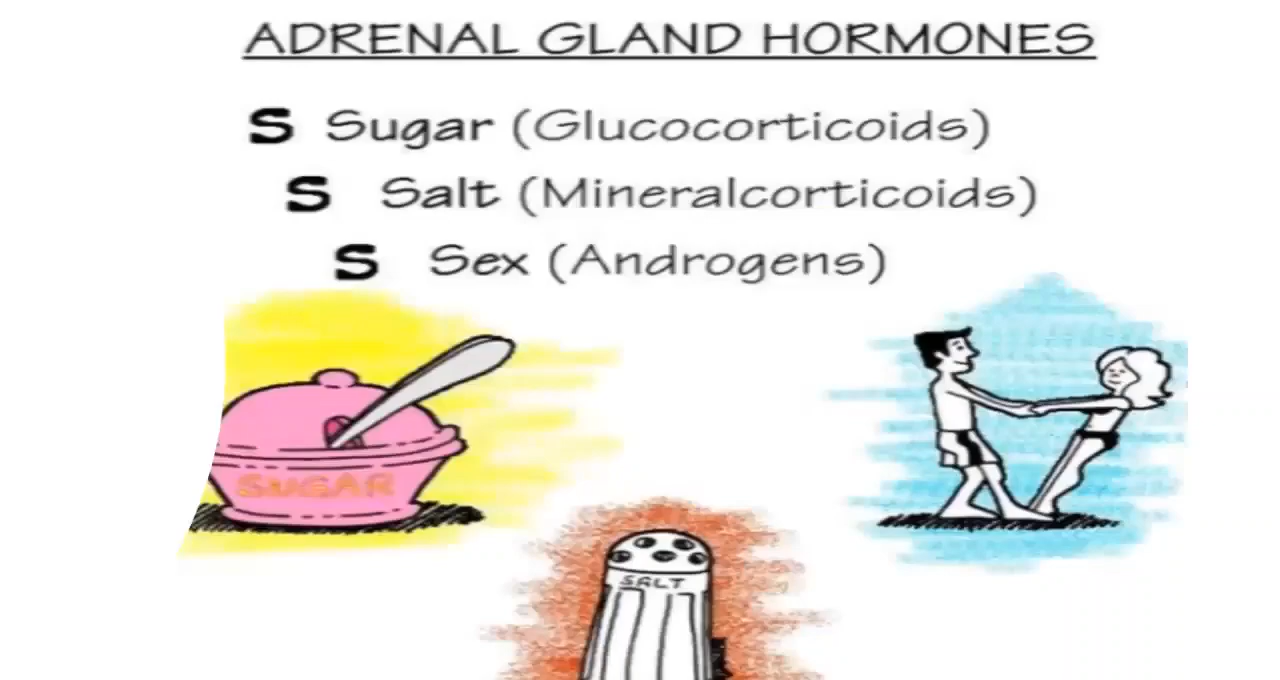 ADRENAL GLAND HORMONES
S Sugar (Glucocorticoids)
S Salt (Mineralcorticoids)
S Sex (Androgens)
SUGAR
SALT